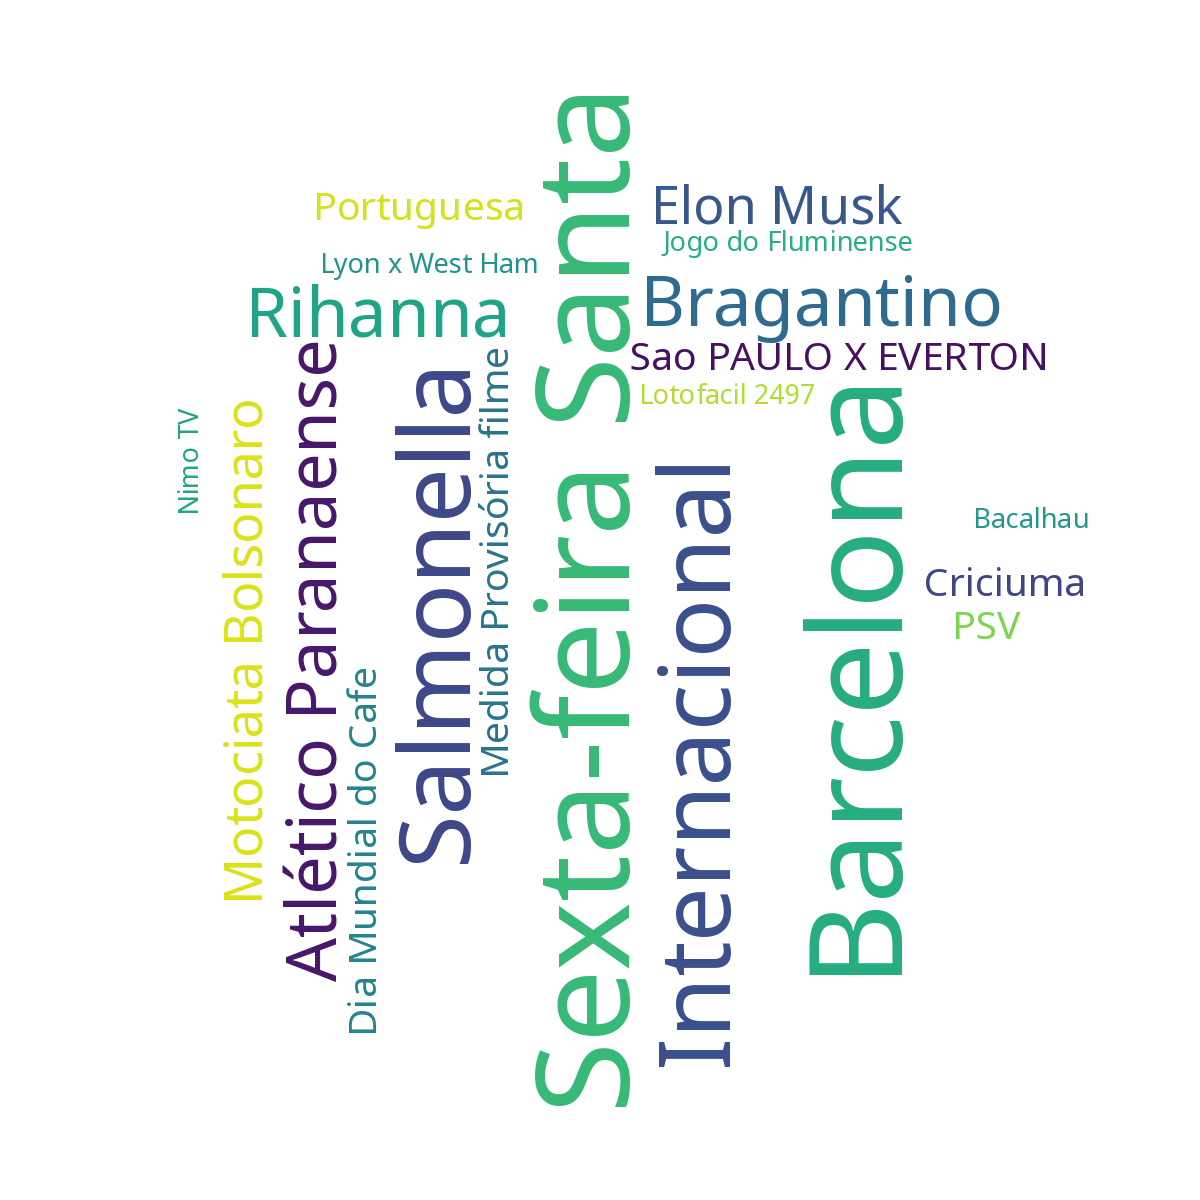 Sexta-feira Santa
Portuguesa
Elon Musk
Jogo do Fluminense
Lyon x West Ham
Rihanna
Bragantino
Sao PAULO X EVERTON
Lotofacil 2497
Nimo TV
Motociata Bolsonaro
Atlético Paranaense
Dia Mundial do Cafe
Salmonella
Medida Provisória filme
Internacional
Barcelona
Bacalhau
Criciuma
PSV